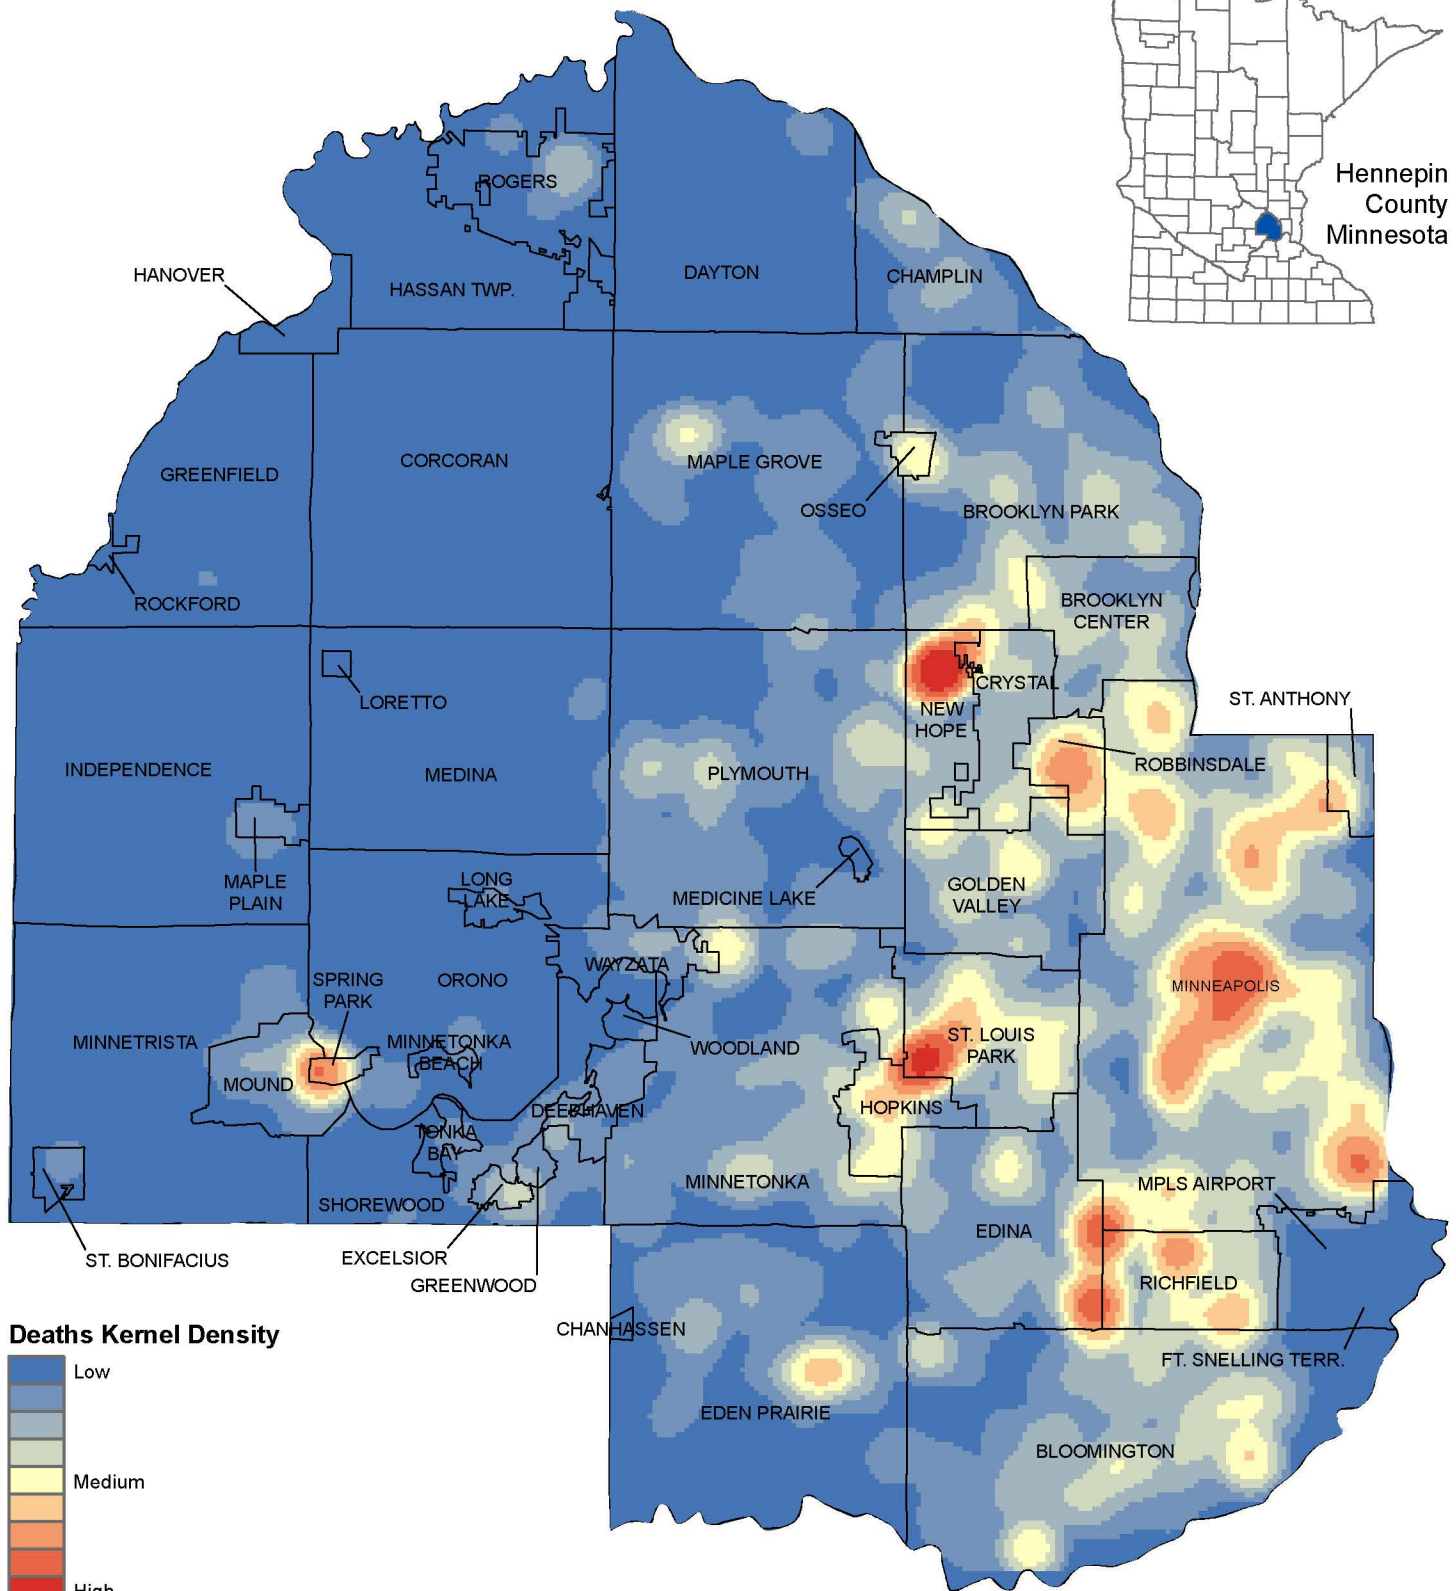 Hennepin
County
Minnesota
ROGERS
HANOVER
HASSAN TWP.
DAYTON
CHAMPLIN
GREENFIELD
CORCORAN
MAPLE GROVE
OSSEO
BROOKLYN PARK
ROCKFORD
BROOKLYN
CENTER
LORETTO
CRYSTAL
NEW
HOPE
ST. ANTHONY
INDEPENDENCE
MEDINA
PLYMOUTH
ROBBINSDALE
MAPLE
PLAIN
LONG
LAKE
MEDICINE LAKE
GOLDEN
VALLEY
WAYZATA
SPRING
PARK
ORONO
MINNEAPOLIS
MINNETRISTA
MINNETONKA
BEACH
WOODLAND
ST. LOUIS
PARK
MOUND
DEEPHAVEN
HOPKINS
TONKA
BAY
MINNETONKA
MPLS AIRPORT
SHOREWOOD
EDINA
ST. BONIFACIUS
EXCELSIOR
GREENWOOD
RICHFIELD
CHANHASSEN
FT. SNELLING TERR.
EDEN PRAIRIE
BLOOMINGTON
Deaths Kernel Density
Low
Medium
High